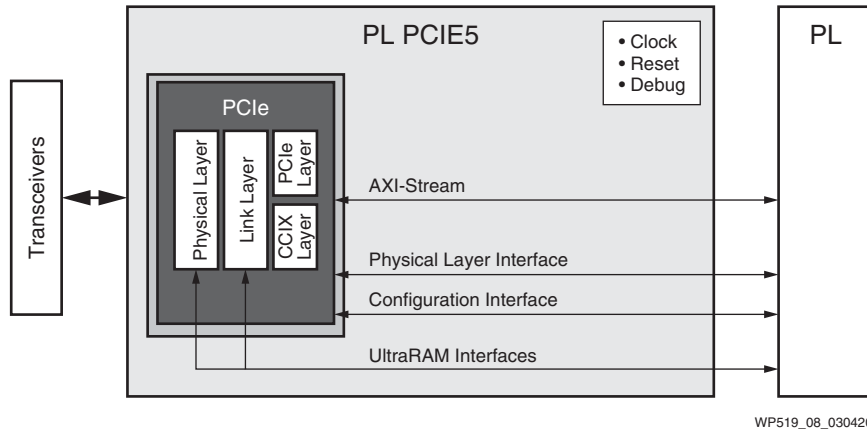 PL PCIE5
PL
• Clock
• Reset
• Debug
PCIe
Transceivers
Physical Layer
Link Layer
PCIe
Layer
CCIX
Layer
AXI-Stream
Physical Layer Interface
Configuration Interface
UltraRAM Interfaces